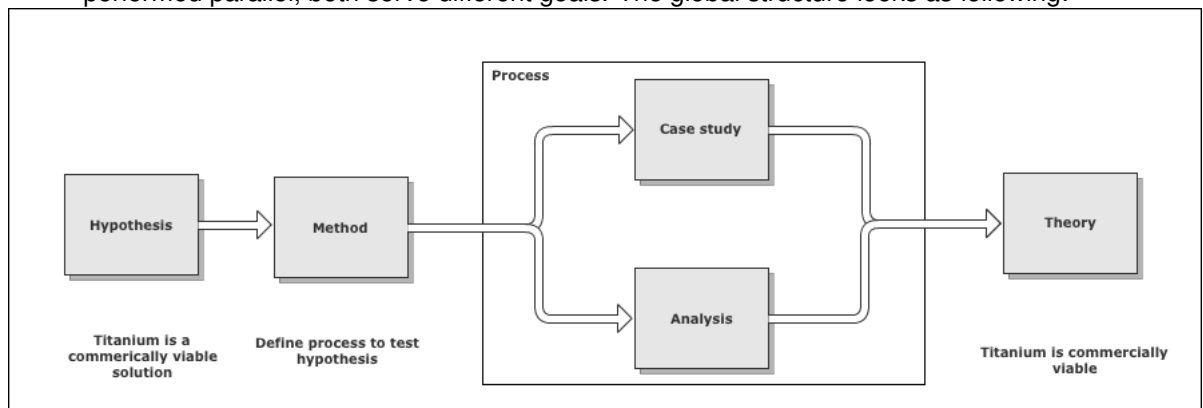 performed parallel, both serve different goals. The global structure looks as following:
Process
Case study
Hypothesis
Method
Theory
Analysis
Titanium is a
commerically viable
solution
Define process to test
hypothesis
Titanium is commercially
viable